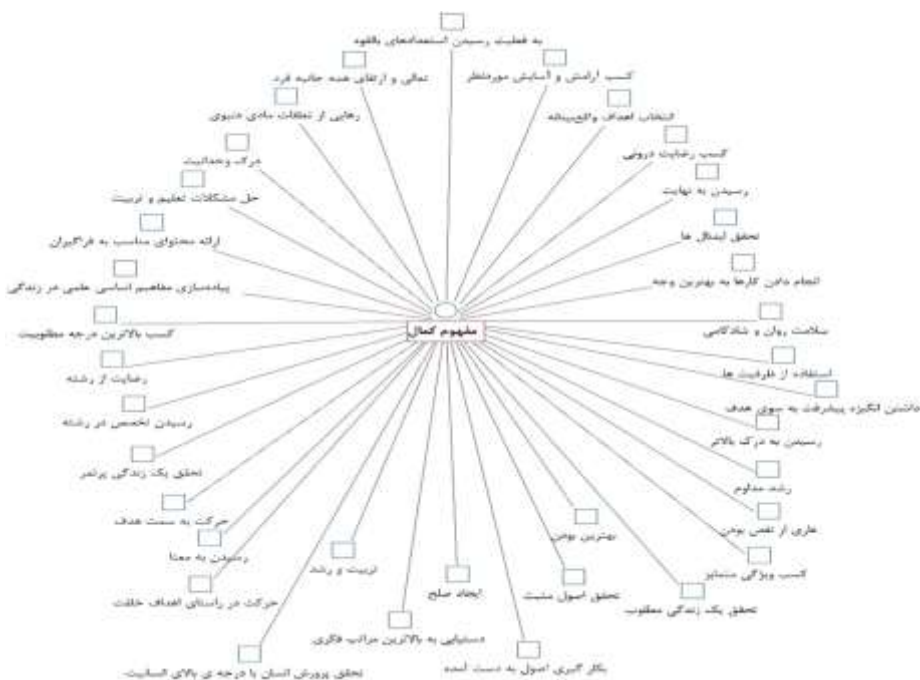 به فعلیت رسیدن استعدادهای بالقوه
تعالی و ارتقای همه جانبه فرد
کسب آرامش و آسایش موردنظر
رهایی از تعلقات مادی دنیوی
انتخاب اهداف واقع‌بینانه
درک وحدانیت
کسب رضایت درونی
حل مشکلات تعلیم و تربیت
رسیدن به نهایت
ارائه محتوای مناسب به فراگیران
تحقق ایده‌آل ها
پیاده‌سازی مفاهیم اساسی علمی در زندگی
انجام دادن کارها به بهترین وجه
کسب بالاترین درجه مطلوبیت
مفهوم کمال
سلامت روان و شادکامی
رضایت از رشته
استفاده از ظرفیت ها
داشتن انگیزه پیشرفت به سوی هدف
رسیدن تخصص در رشته
رسیدن به درک بالاتر
تحقق یک زندگی پرثمر
رشد مداوم
حرکت به سمت هدف
عاری از نقص بودن
رسیدن به معنا
بهترین بودن
تربیت و رشد
کسب ویژگی متمایز
حرکت در راستای اهداف خلقت
ایجاد صلح
تحقق اصول مثبت
تحقق یک زندگی مطلوب
دستیابی به بالاترین مراتب فکری
تحقق پرورش انسان با درجه ی بالای انسانیت
بکار گیری اصول به دست آمده